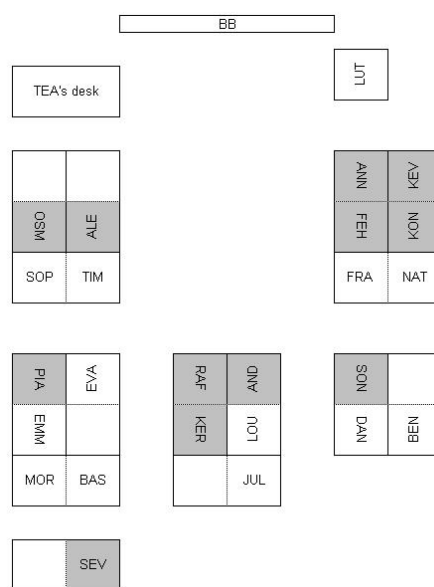 BB
LUT
TEA's desk
ANN KEV
OSM ALE FEH KON
SOP TIM FRA NAT
PIA EVA RAF AND SON
EMM KER LOU DAN BEN
MOR BAS JUL
SEV